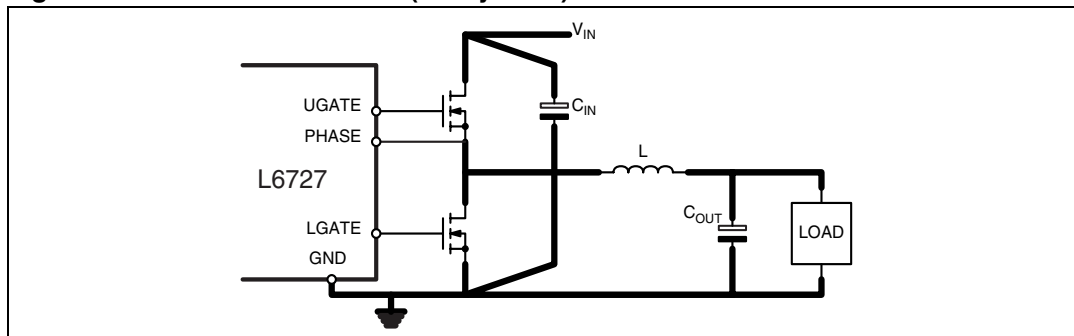 V_IN
UGATE
C_IN
PHASE
L
L6727
C_OUT
LGATE
LOAD
GND